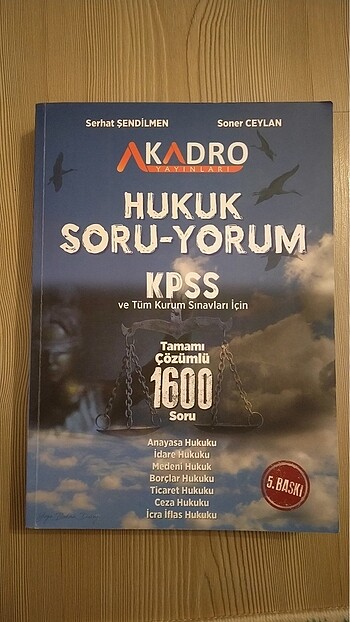 Serhat ŞENDİLMEN Soner CEYLAN
AKADRO
YAYINLARI
HUKUK
SORU-YORUM
KPSS
ve Tüm Kurum Sınavları İçin
Tamamı
Çözümlü
1600
Soru
Anayasa Hukuku
İdare Hukuku
Medeni Hukuk
Borçlar Hukuku
Ticaret Hukuku
Ceza Hukuku
İcra İflas Hukuku
5. BASKI